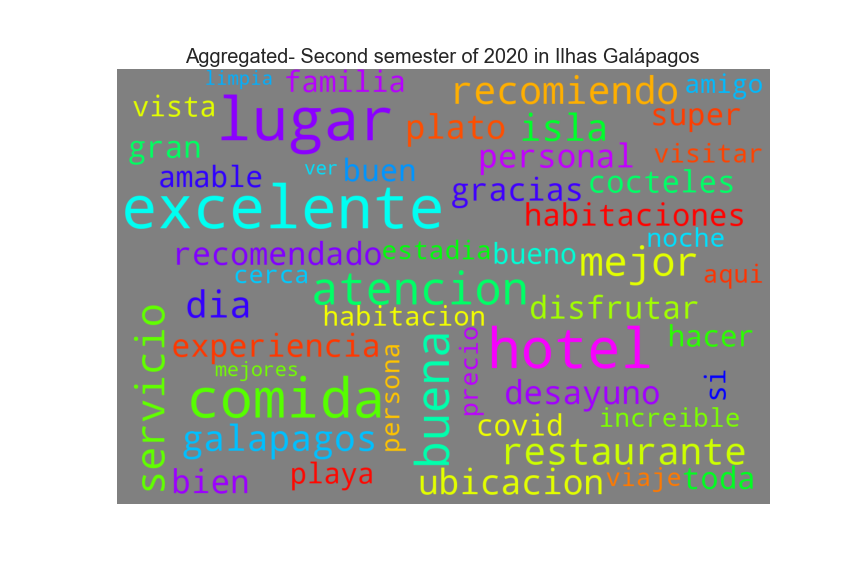 Aggregated- Second semester of 2020 in Ilhas Galápagos
limpia
familia
recomiendo
amigo
vista
lugar
plato
isla
super
gran
personal
visitar
amable
ver
buen
gracias
cocteles
excelente
habitaciones
recomendado
estadia
bueno
noche
mejor
cerca
aqui
dia
atencion
disfrutar
habitacion
servicio
experiencia
hotel
hacer
mejores
persona
precio
si
comida
buena
desayuno
galapagos
covid
increible
restaurante
bien
playa
ubicacion
viaje
toda